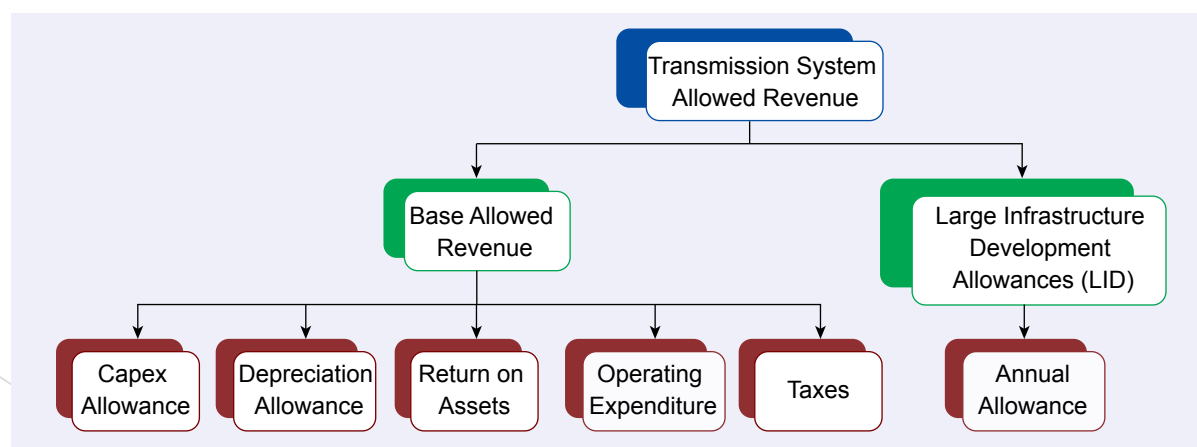 Transmission System
Allowed Revenue
Base Allowed
Revenue
Large Infrastructure
Development
Allowances (LID)
Capex
Allowance
Depreciation
Allowance
Return on
Assets
Operating
Expenditure
Taxes
Annual
Allowance